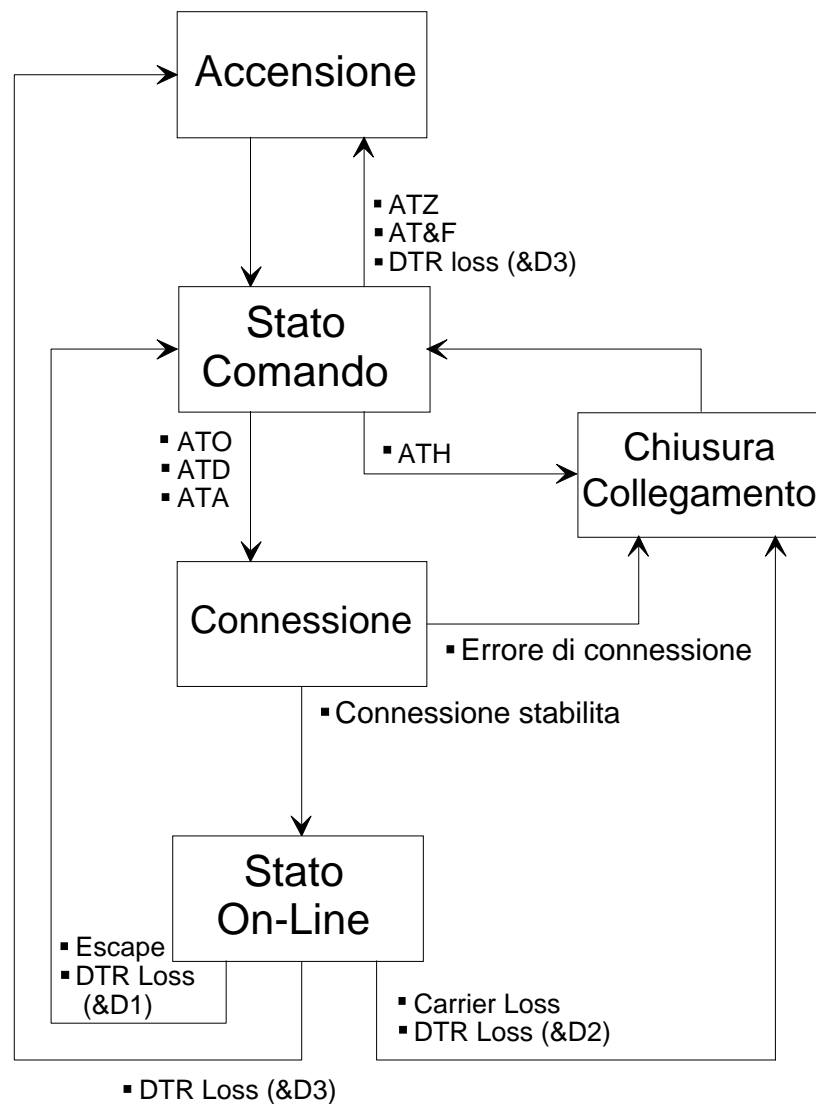 Accensione
▪ ATZ
▪ AT&F
▪ DTR loss (&D3)
Stato
Comando
▪ ATO
▪ ATD
▪ ATA
▪ ATH
Chiusura
Collegamento
Connessione
▪ Errore di connessione
▪ Connessione stabilita
Stato
On-Line
▪ Escape
▪ DTR Loss
(&D1)
▪ Carrier Loss
▪ DTR Loss (&D2)
▪ DTR Loss (&D3)